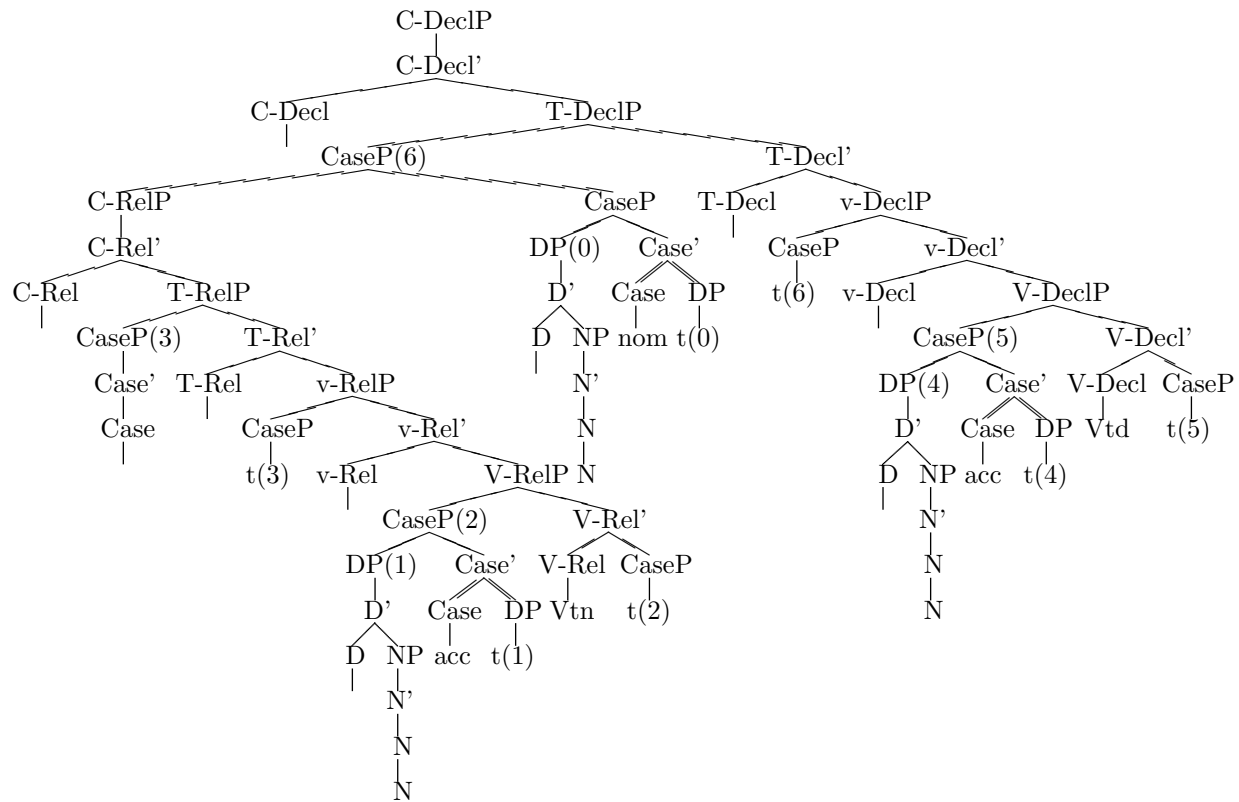 C-DeclP
C-Decl’
C-Decl T-DeclP
CaseP(6) T-Decl’
C-RelP CaseP T-Decl v-DeclP
C-Rel’ DP(0) Case’ CaseP v-Decl’
C-Rel T-RelP D’ Case DP t(6) v-Decl V-DeclP
CaseP(3) T-Rel’ D NP nom t(0) CaseP(5) V-Decl’
Case’ T-Rel v-RelP N’ DP(4) Case’ V-Decl CaseP
Case CaseP v-Rel’ N D’ Case DP Vtd t(5)
t(3) v-Rel V-RelP N D NP acc t(4)
CaseP(2) V-Rel’ N’
DP(1) Case’ V-Rel CaseP N
D’ Case DP Vtn t(2) N
D NP acc t(1)
N’
N
N